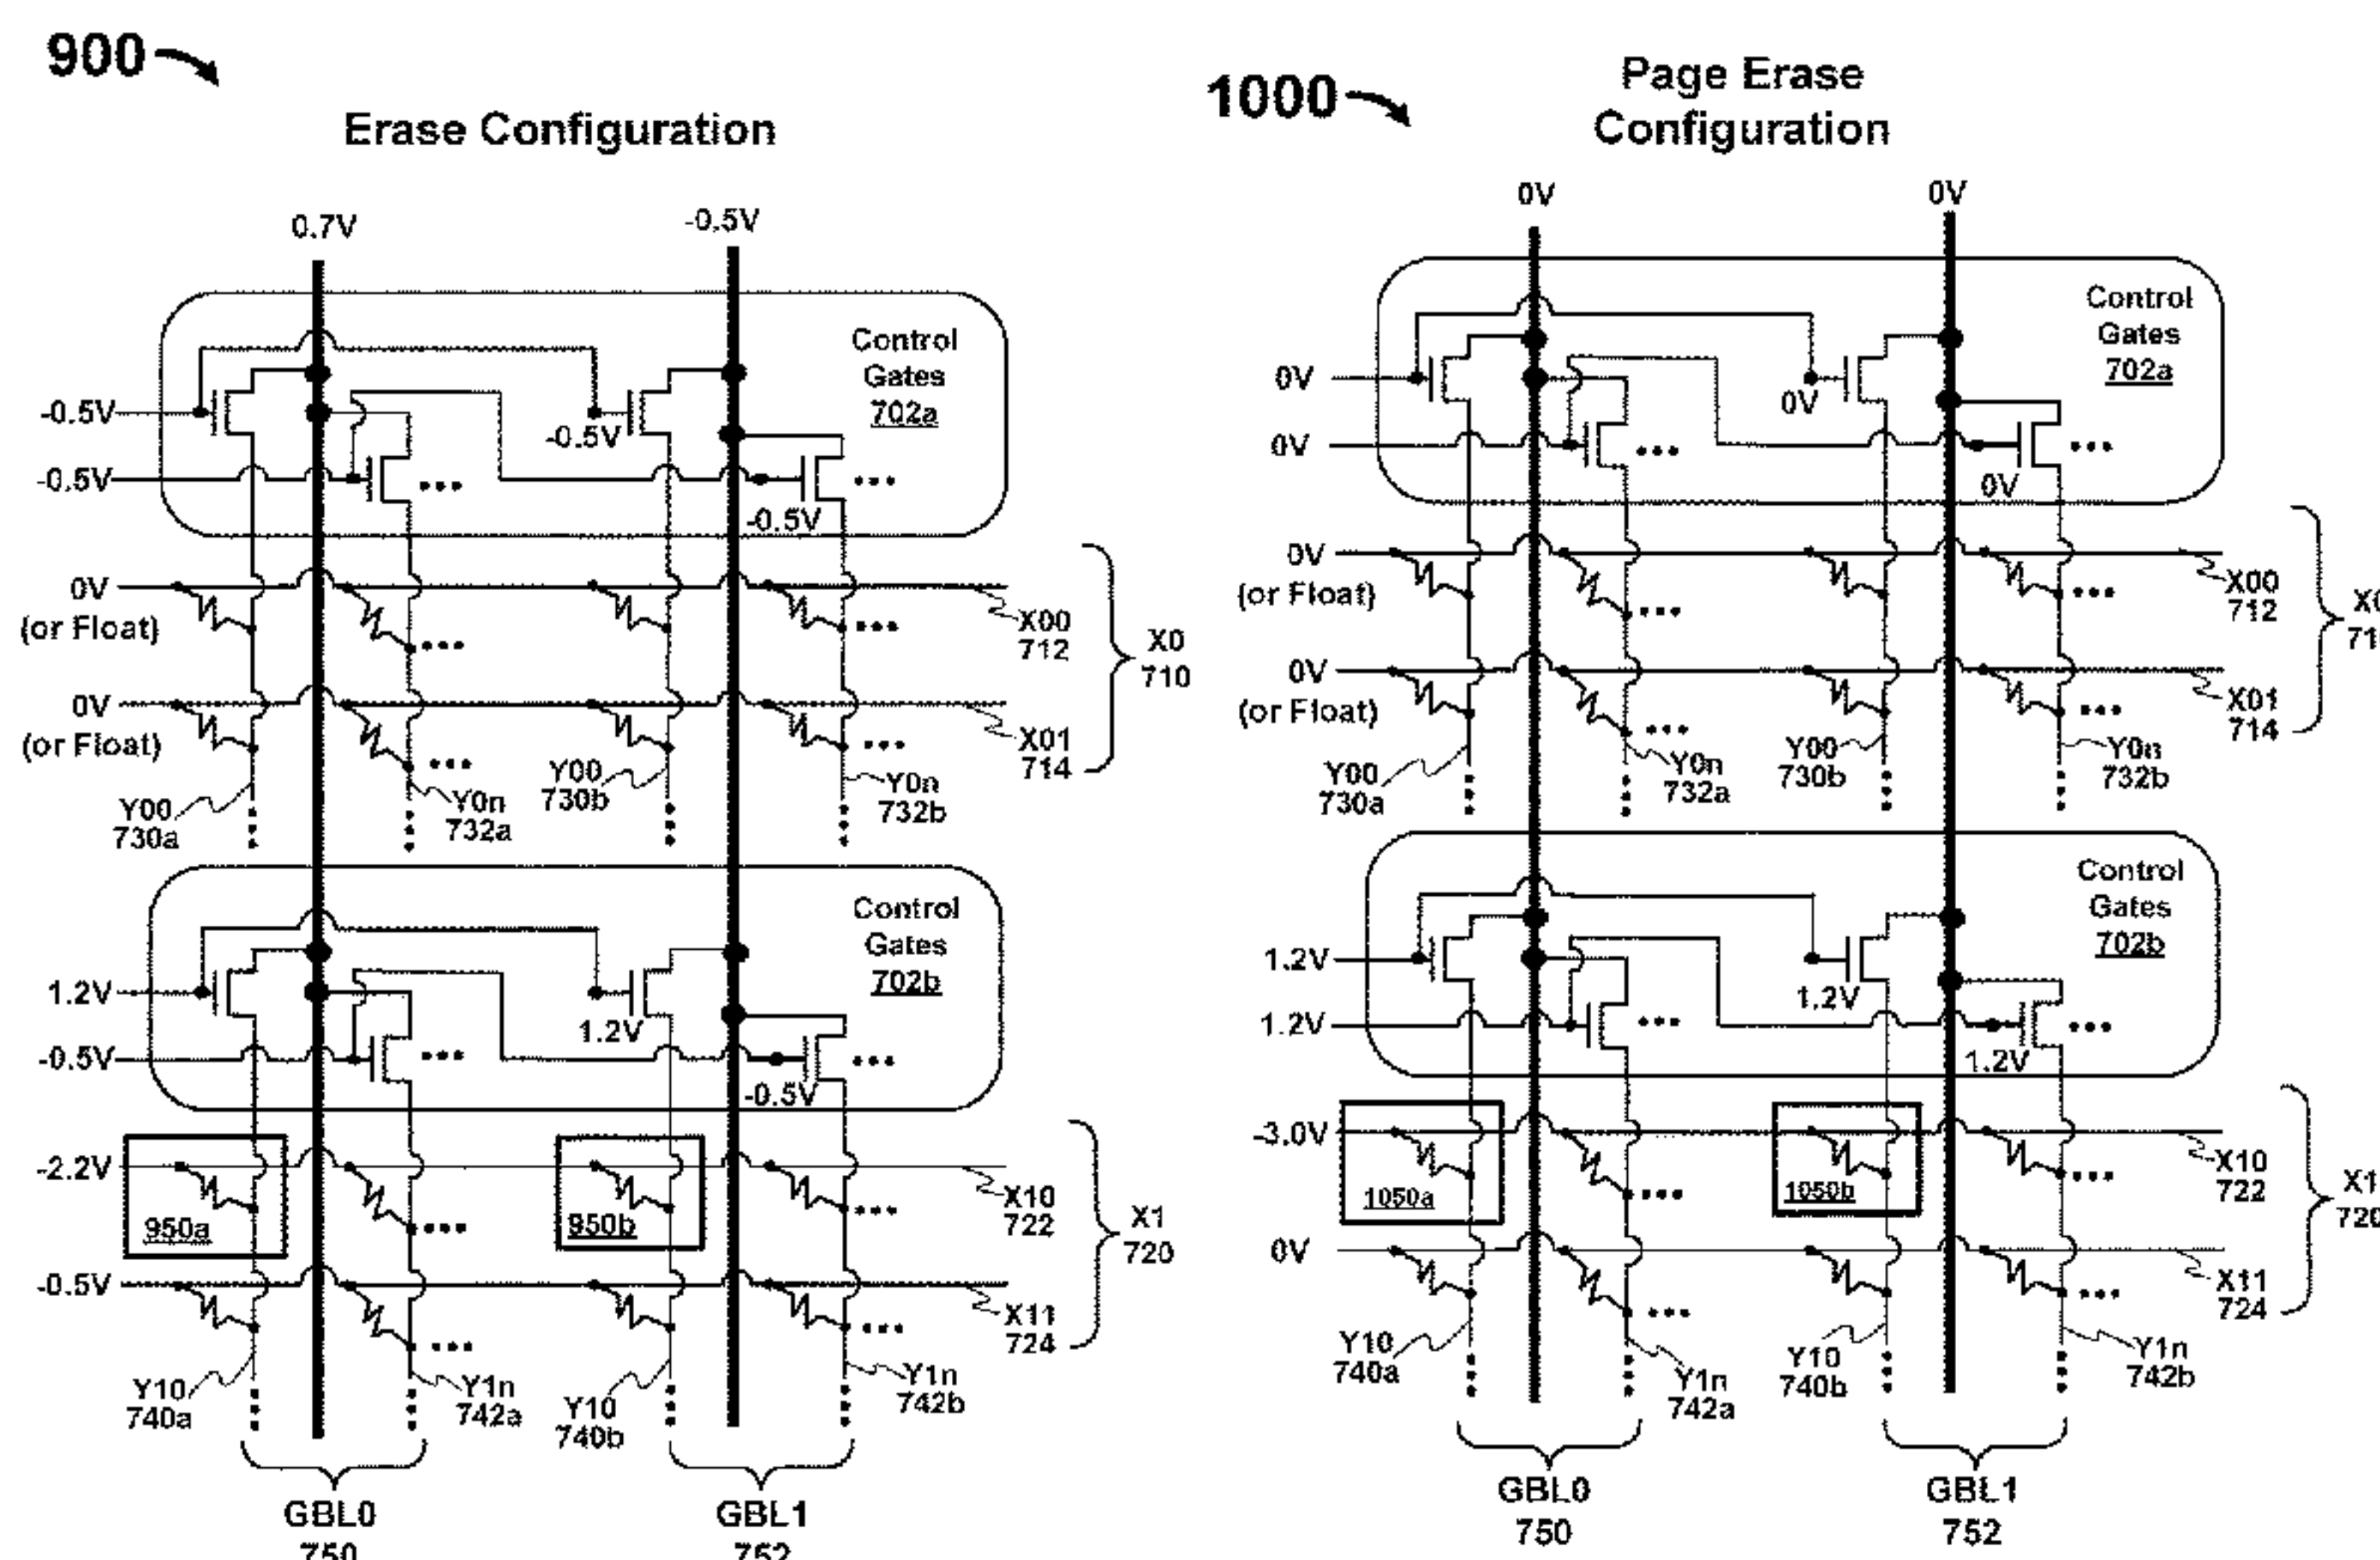 900
Erase Configuration
0.7V
-0.5V
Control
Gates
702a
-0.5V
-0.5V
-0.5V
-0.5V
0V
(or Float)
X00
712
0V
(or Float)
X01
714
X0
710
Y00
730a
Y0n
732a
Y00
730b
Y0n
732b
Control
Gates
702b
1.2V
1.2V
-0.5V
-0.5V
-2.2V
950a
950b
X10
722
-0.5V
X11
724
X1
720
Y10
740a
Y1n
742a
Y10
740b
Y1n
742b
GBL0
750
GBL1
752
1000
Page Erase
Configuration
0V
0V
Control
Gates
702a
0V
0V
0V
0V
0V
(or Float)
X00
712
0V
(or Float)
X01
714
X0
71
Y00
730a
Y0n
732a
Y00
730b
Y0n
732b
Control
Gates
702b
1.2V
1.2V
1.2V
1.2V
-3.0V
1050a
1050b
X10
722
0V
X11
724
X1
720
Y10
740a
Y1n
742a
Y10
740b
Y1n
742b
GBL0
750
GBL1
752